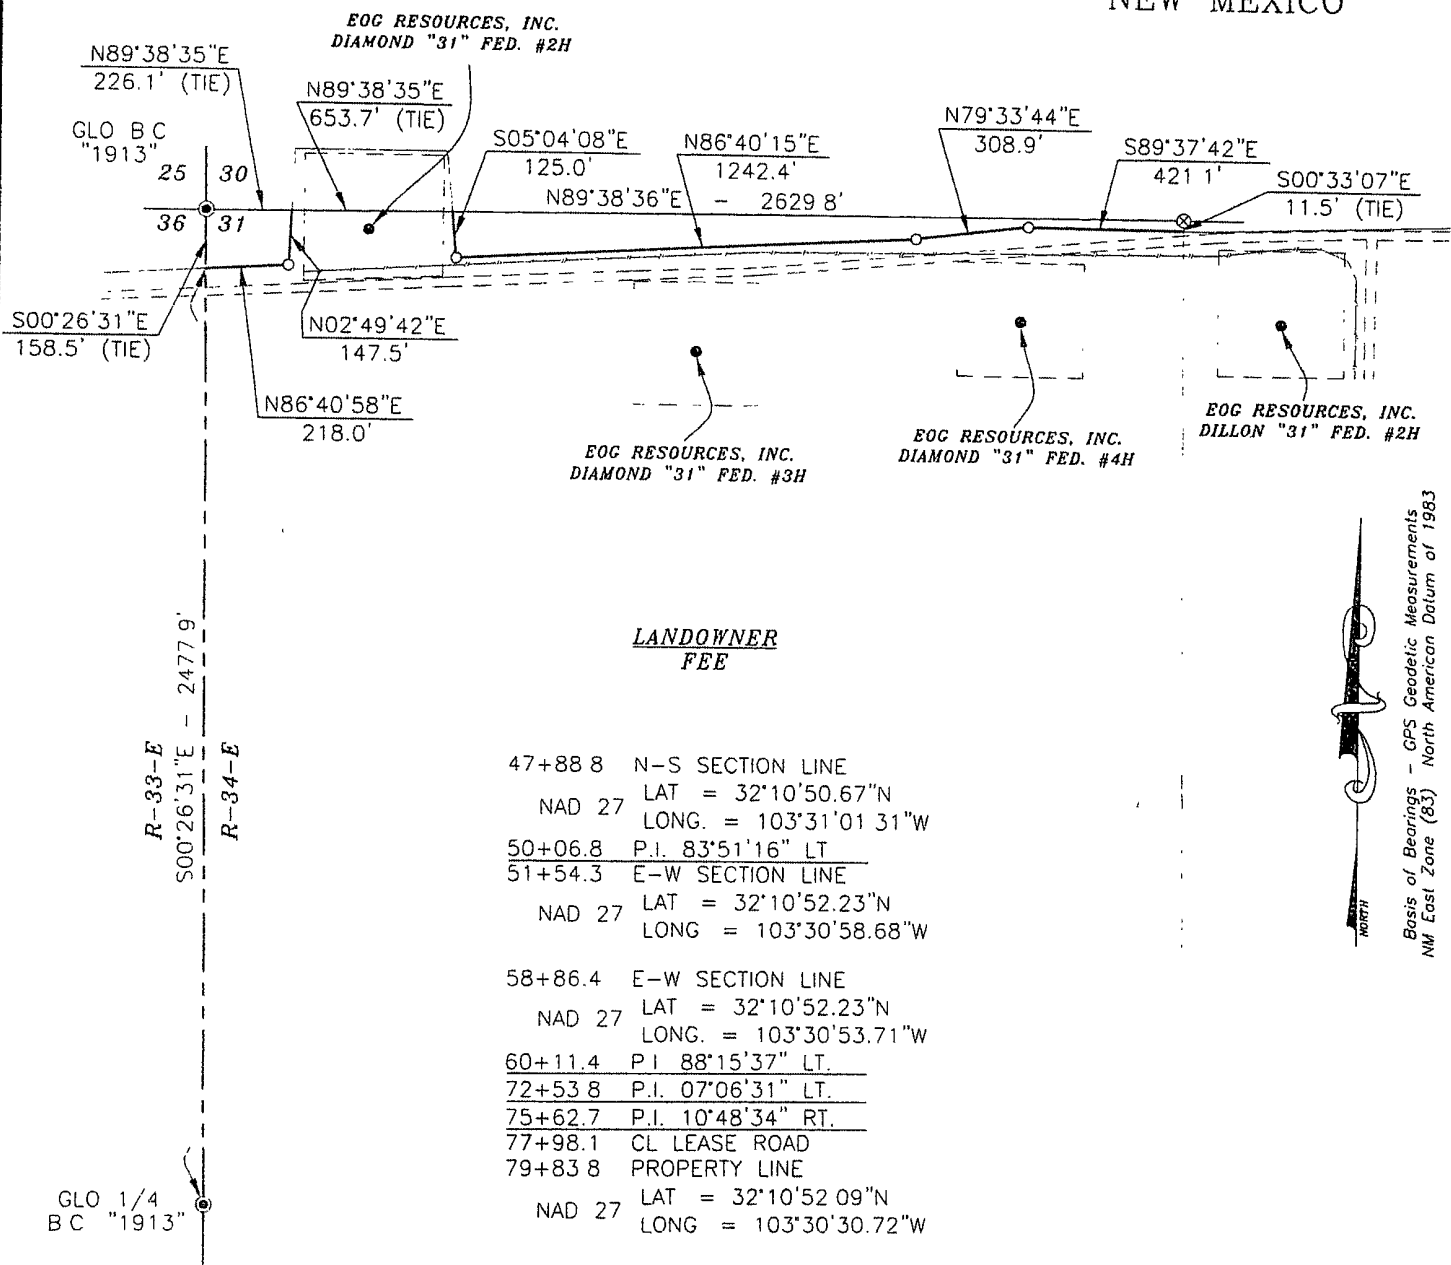 NEW MEXICO
EOG RESOURCES, INC.
DIAMOND "31" FED. #2H
N89°38'35"E
226.1' (TIE)
N89°38'35"E
653.7' (TIE)
GLO B C
"1913"
25 30
36 31
S05°04'08"E
125.0'
N86°40'15"E
1242.4'
N89°38'36"E - 2629 8'
N79°33'44"E
308.9'
S89°37'42"E
421 1'
S00°33'07"E
11.5' (TIE)
S00°26'31"E
158.5' (TIE)
N02°49'42"E
147.5'
N86°40'58"E
218.0'
EOG RESOURCES, INC.
DIAMOND "31" FED. #3H
EOG RESOURCES, INC.
DIAMOND "31" FED. #4H
EOG RESOURCES, INC.
DILLON "31" FED. #2H
LANDOWNER
FEE
R-33-E
S00°26'31"E - 2477 9'
R-34-E
47+88 8 N-S SECTION LINE
NAD 27 LAT = 32°10'50.67"N
LONG. = 103°31'01 31"W
50+06.8 P.I. 83°51'16" LT
51+54.3 E-W SECTION LINE
NAD 27 LAT = 32°10'52.23"N
LONG = 103°30'58.68"W
58+86.4 E-W SECTION LINE
NAD 27 LAT = 32°10'52.23"N
LONG. = 103°30'53.71"W
60+11.4 P I 88°15'37" LT.
72+53 8 P.I. 07°06'31" LT.
75+62.7 P.I. 10°48'34" RT.
77+98.1 CL LEASE ROAD
79+83 8 PROPERTY LINE
NAD 27 LAT = 32°10'52 09"N
LONG = 103°30'30.72"W
GLO 1/4
B C "1913"
NORTH
Basis of Bearings - GPS Geodetic Measurements
NM East Zone (83) North American Datum of 1983